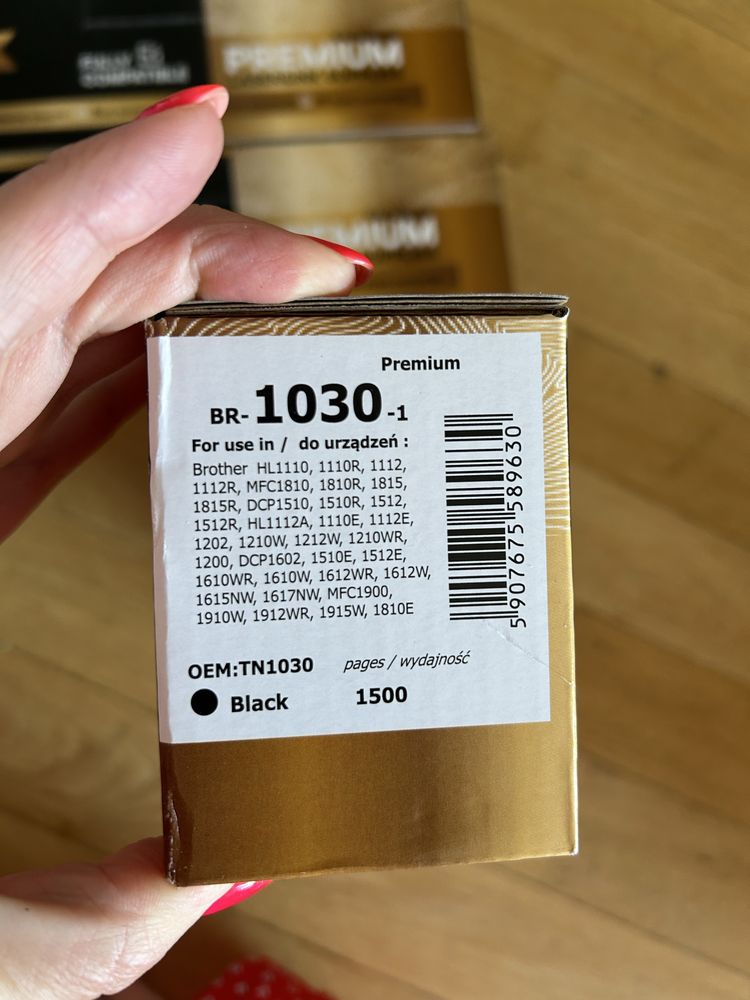 FULLY
COMPATIBLE
PREMIUM
PREMIUM
Premium
BR-1030-1
For use in / do urządzeń :
Brother HL1110, 1110R, 1112,
1112R, MFC1810, 1810R, 1815,
1815R, DCP1510, 1510R, 1512,
1512R, HL1112A, 1110E, 1112E,
1202, 1210W, 1212W, 1210WR,
1200, DCP1602, 1510E, 1512E,
1610WR, 1610W, 1612WR, 1612W,
1615NW, 1617NW, MFC1900,
1910W, 1912WR, 1915W, 1810E
5907675589630
OEM:TN1030
pages / wydajność
Black
1500